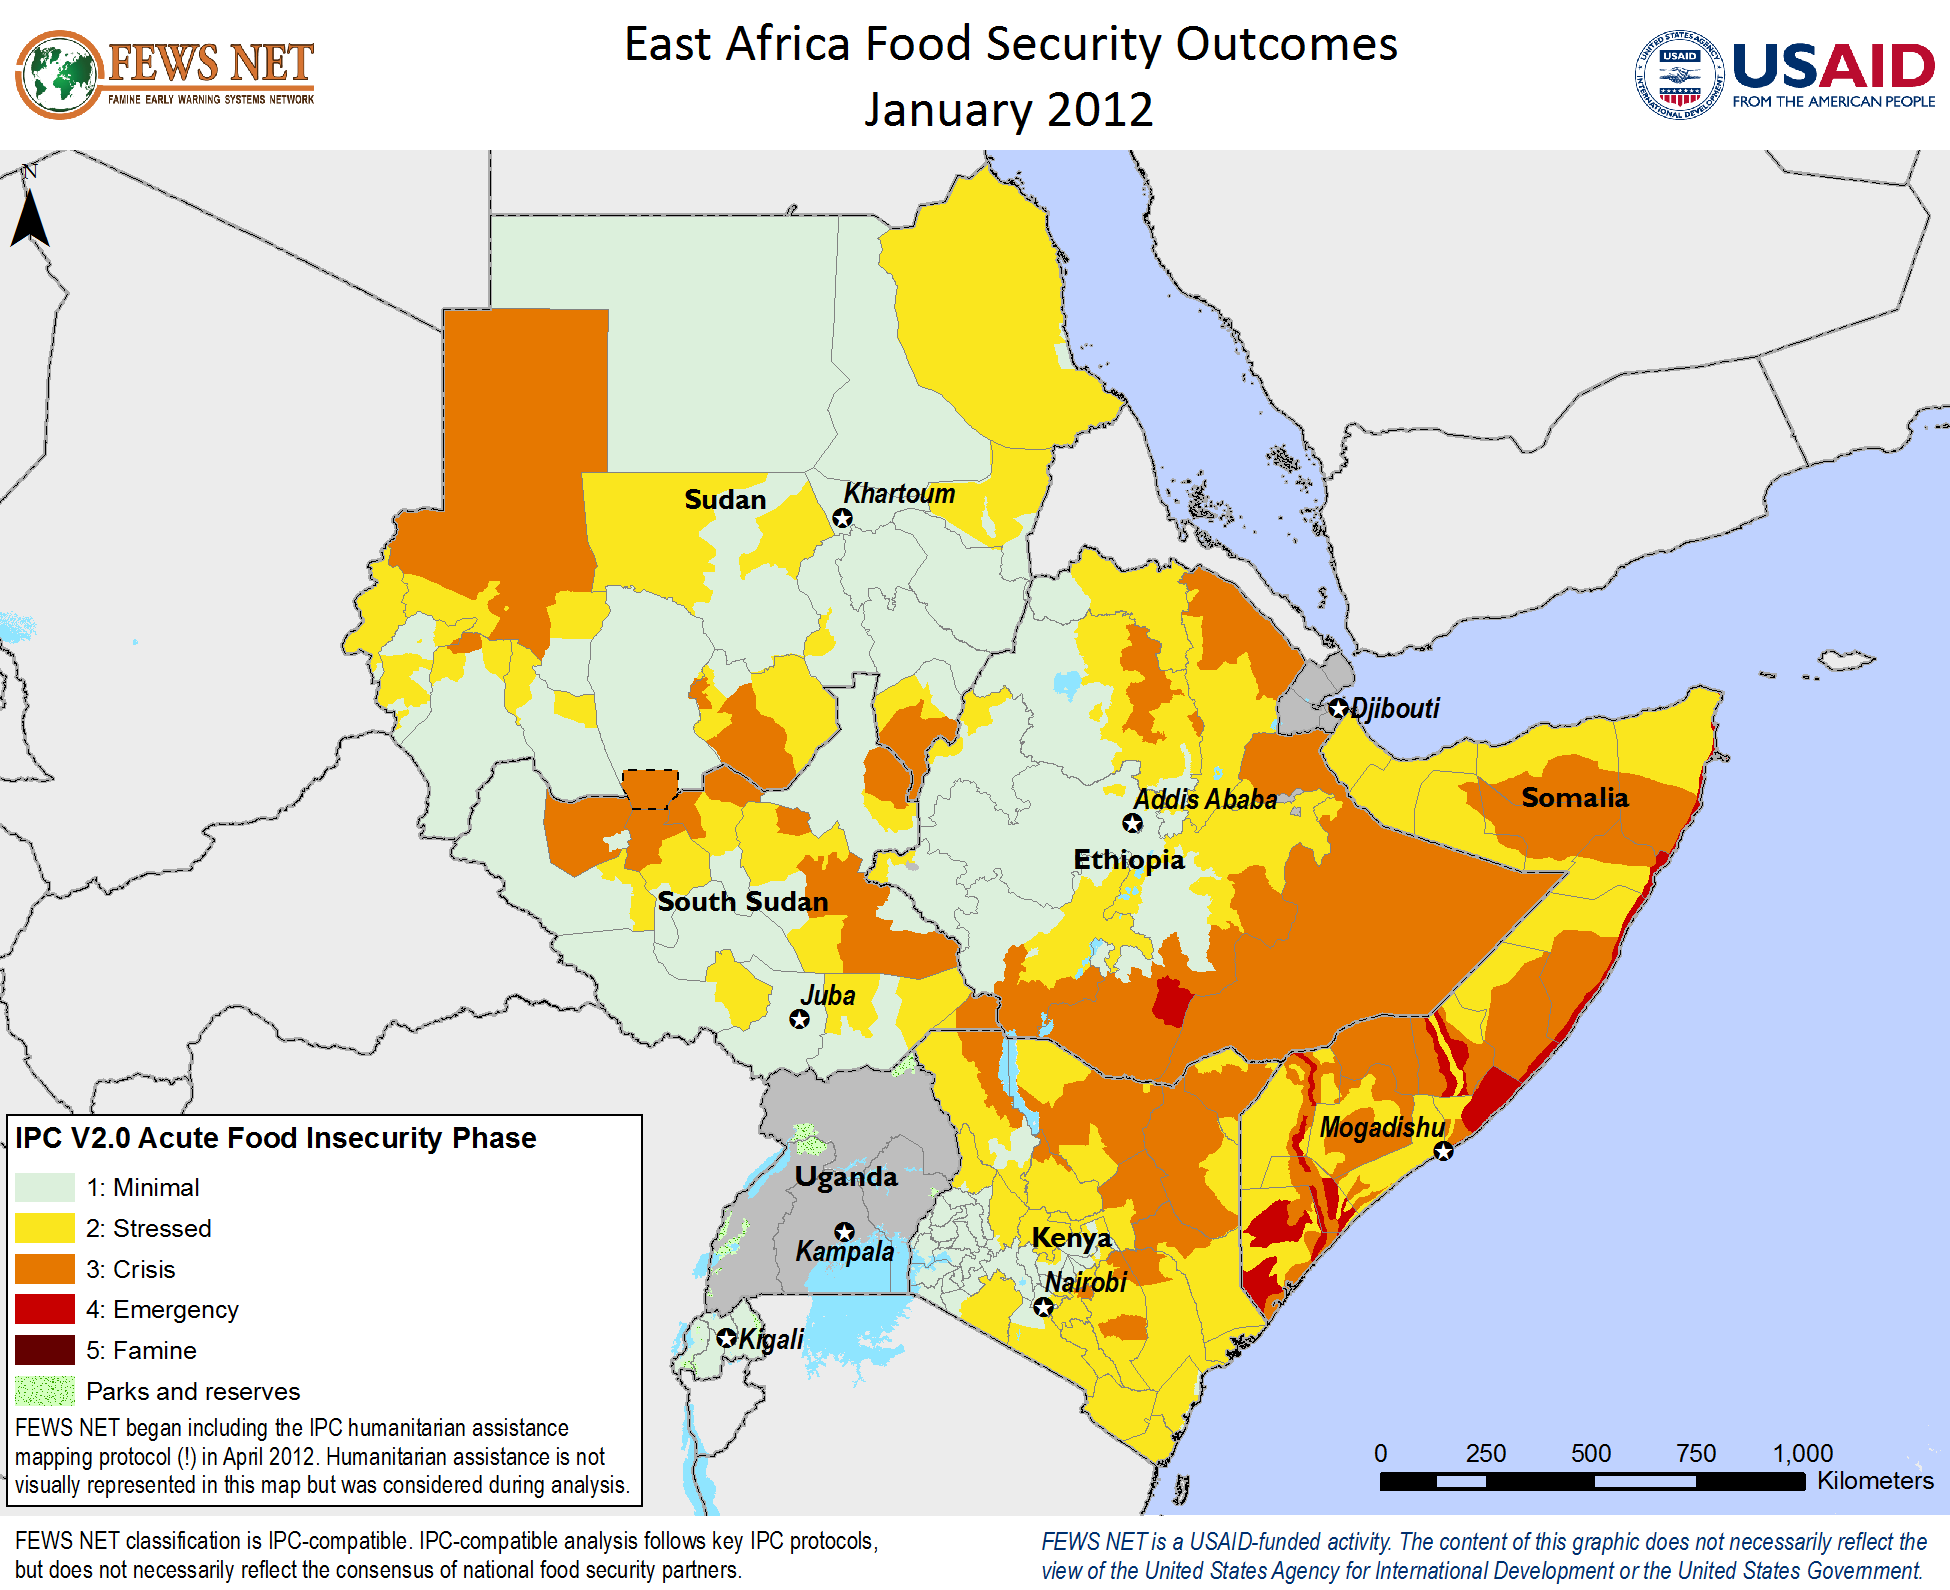 FEWS NET
FAMINE EARLY WARNING SYSTEMS NETWORK
East Africa Food Security Outcomes
January 2012
UNITED STATES AGENCY
USAID
INTERNATIONAL DEVELOPMENT
USAID
FROM THE AMERICAN PEOPLE
N
Sudan
Khartoum
Djibouti
Somalia
Addis Ababa
Ethiopia
South Sudan
Juba
Mogadishu
Uganda
Kampala
Kenya
Nairobi
Kigali
IPC V2.0 Acute Food Insecurity Phase
1: Minimal
2: Stressed
3: Crisis
4: Emergency
5: Famine
Parks and reserves
FEWS NET began including the IPC humanitarian assistance
mapping protocol (!) in April 2012. Humanitarian assistance is not
visually represented in this map but was considered during analysis.
0 250 500 750 1,000
Kilometers
FEWS NET classification is IPC-compatible. IPC-compatible analysis follows key IPC protocols,
but does not necessarily reflect the consensus of national food security partners.
FEWS NET is a USAID-funded activity. The content of this graphic does not necessarily reflect the
view of the United States Agency for International Development or the United States Government.